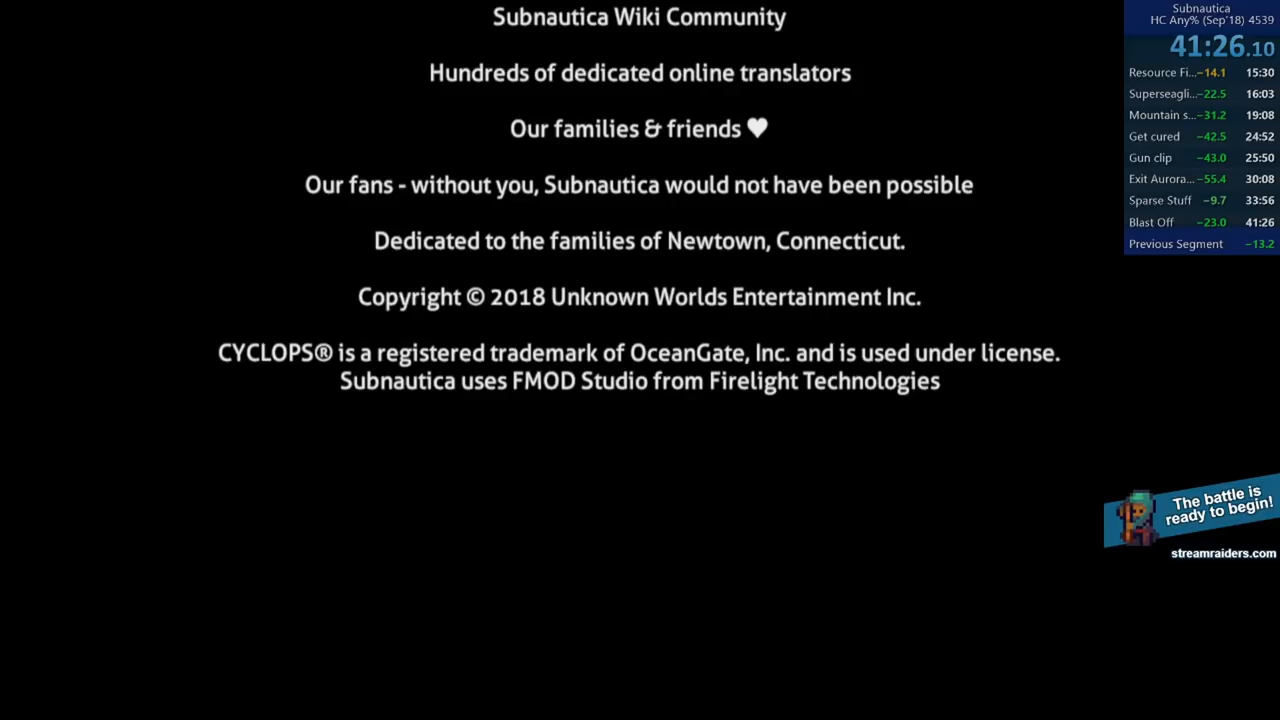 Subnautica Wiki Community
Hundreds of dedicated online translators
Our families & friends ♥
Our fans - without you, Subnautica would not have been possible
Dedicated to the families of Newtown, Connecticut.
Copyright © 2018 Unknown Worlds Entertainment Inc.
CYCLOPS® is a registered trademark of OceanGate, Inc. and is used under license.
Subnautica uses FMOD Studio from Firelight Technologies
Subnautica
HC Any% (Sep'18) 4539
41:26.10
Resource Fi... −14.1 15:30
Superseagli... −22.5 16:03
Mountain s... −31.2 19:08
Get cured −42.5 24:52
Gun clip −43.0 25:50
Exit Aurora... −55.4 30:08
Sparse Stuff −9.7 33:56
Blast Off −23.0 41:26
Previous Segment −13.2
The battle is
ready to begin!
streamraiders.com